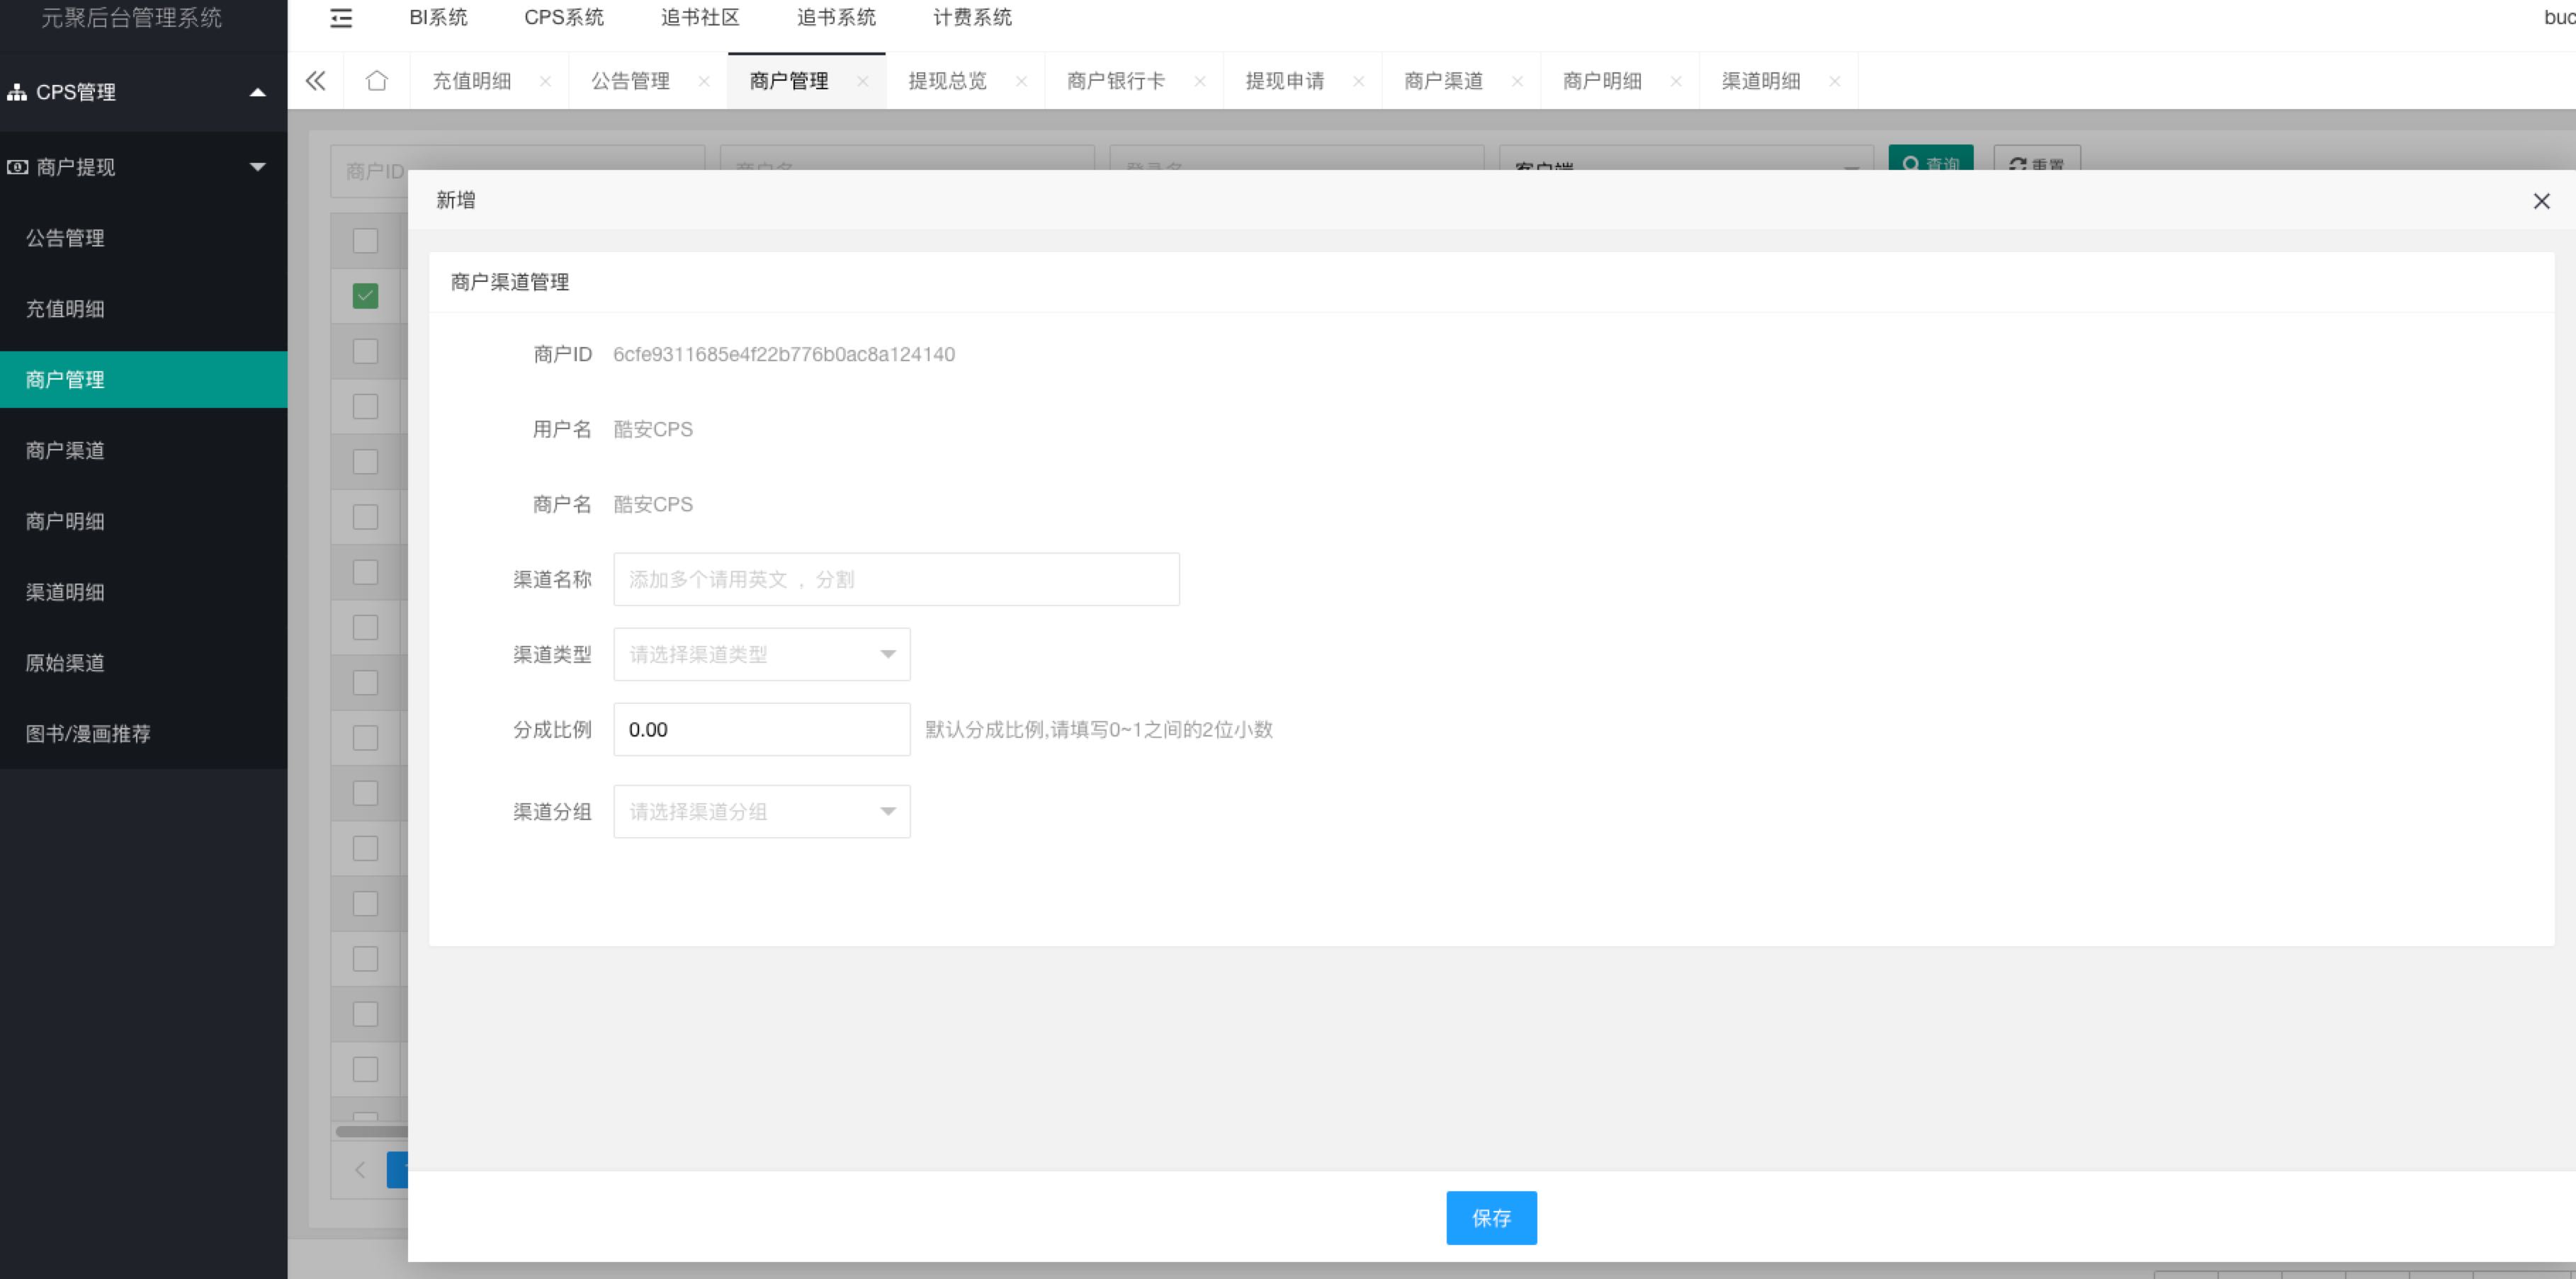 元聚后台管理系统
BI系统 CPS系统 追书社区 追书系统 计费系统
CPS管理
充值明细 公告管理 商户管理 提现总览 商户银行卡 提现申请 商户渠道 商户明细 渠道明细
商户提现
商户ID 商户名 登录名 客户端 查询 重置
新增
公告管理
商户渠道管理
充值明细
商户ID 6cfe9311685e4f22b776b0ac8a124140
商户管理
用户名 酷安CPS
商户渠道
商户名 酷安CPS
商户明细
渠道名称 添加多个请用英文 , 分割
渠道明细
渠道类型 请选择渠道类型
原始渠道
分成比例 0.00 默认分成比例,请填写0~1之间的2位小数
图书/漫画推荐
渠道分组 请选择渠道分组
保存